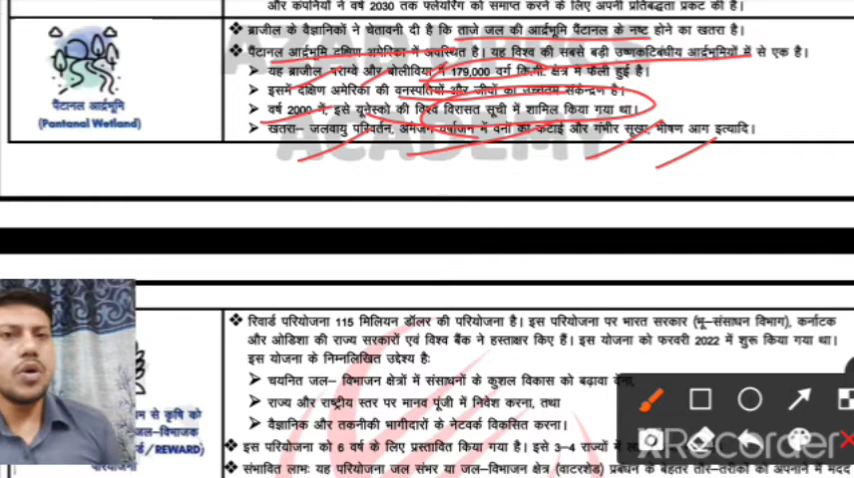 और कंपनियों ने वर्ष 2030 तक फ्लेयरिंग को समाप्त करने के लिए अपनी प्रतिबद्धता प्रकट की है।
❖ ब्राजील के वैज्ञानिकों ने चेतावनी दी है कि ताजे जल की आर्द्रभूमि पैंटानल के नष्ट होने का खतरा है।
❖ पैंटानल आर्द्रभूमि दक्षिण अमेरिका में अवस्थित है। यह विश्व की सबसे बड़ी उष्णकटिबंधीय आर्द्रभूमियों में से एक है।
➤ यह ब्राजील पराग्वे और बोलीविया में 179,000 वर्ग कि.मी. क्षेत्र में फैली हुई है।
➤ इसमें दक्षिण अमेरिका की वनस्पतियों और जीवों का उच्चतम संकेन्द्रन है।
➤ वर्ष 2000 में, इसे यूनेस्को की विश्व विरासत सूची में शामिल किया गया था।
➤ खतरा– जलवायु परिवर्तन, अमेजन वर्षावन में वनों की कटाई और गंभीर सूखा, भीषण आग इत्यादि।
पैंटानल आर्द्रभूमि
(Pantanal Wetland)
ACADEMY
❖ रिवार्ड परियोजना 115 मिलियन डॉलर की परियोजना है। इस परियोजना पर भारत सरकार (भू-संसाधन विभाग), कर्नाटक
और ओडिशा की राज्य सरकारों एवं विश्व बैंक ने हस्ताक्षर किए हैं। इस योजना को फरवरी 2022 में शुरू किया गया था।
इस योजना के निम्नलिखित उद्देश्य है:
➤ चयनित जल– विभाजन क्षेत्रों में संसाधनों के कुशल विकास को बढ़ावा देना,
➤ राज्य और राष्ट्रीय स्तर पर मानव पूंजी में निवेश करना, तथा
➤ वैज्ञानिक और तकनीकी भागीदारों के नेटवर्क विकसित करना।
❖ इस परियोजना को 6 वर्ष के लिए प्रस्तावित किया गया है। इसे 3–4 राज्यों में
❖ संभावित लाभः यह परियोजना जल संभर या जल–विभाजन क्षेत्र (वाटरशेड) प्रबंधन के बेहतर तौर–तरीकों को अपनाने में मदद
से कृषि को
जल-विभाजक
/REWARD)
परियोजना
XRecorder